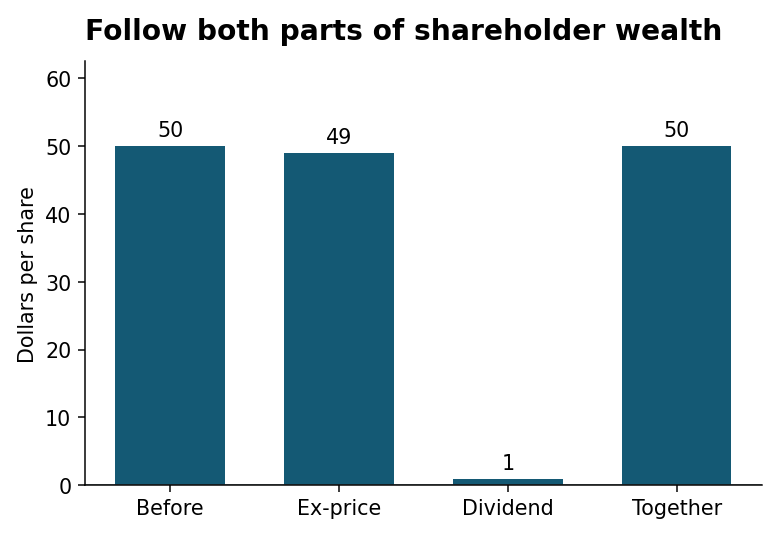 Follow both parts of shareholder wealth
Dollars per share
60
50
40
30
20
10
0
50
49
1
50
Before
Ex-price
Dividend
Together